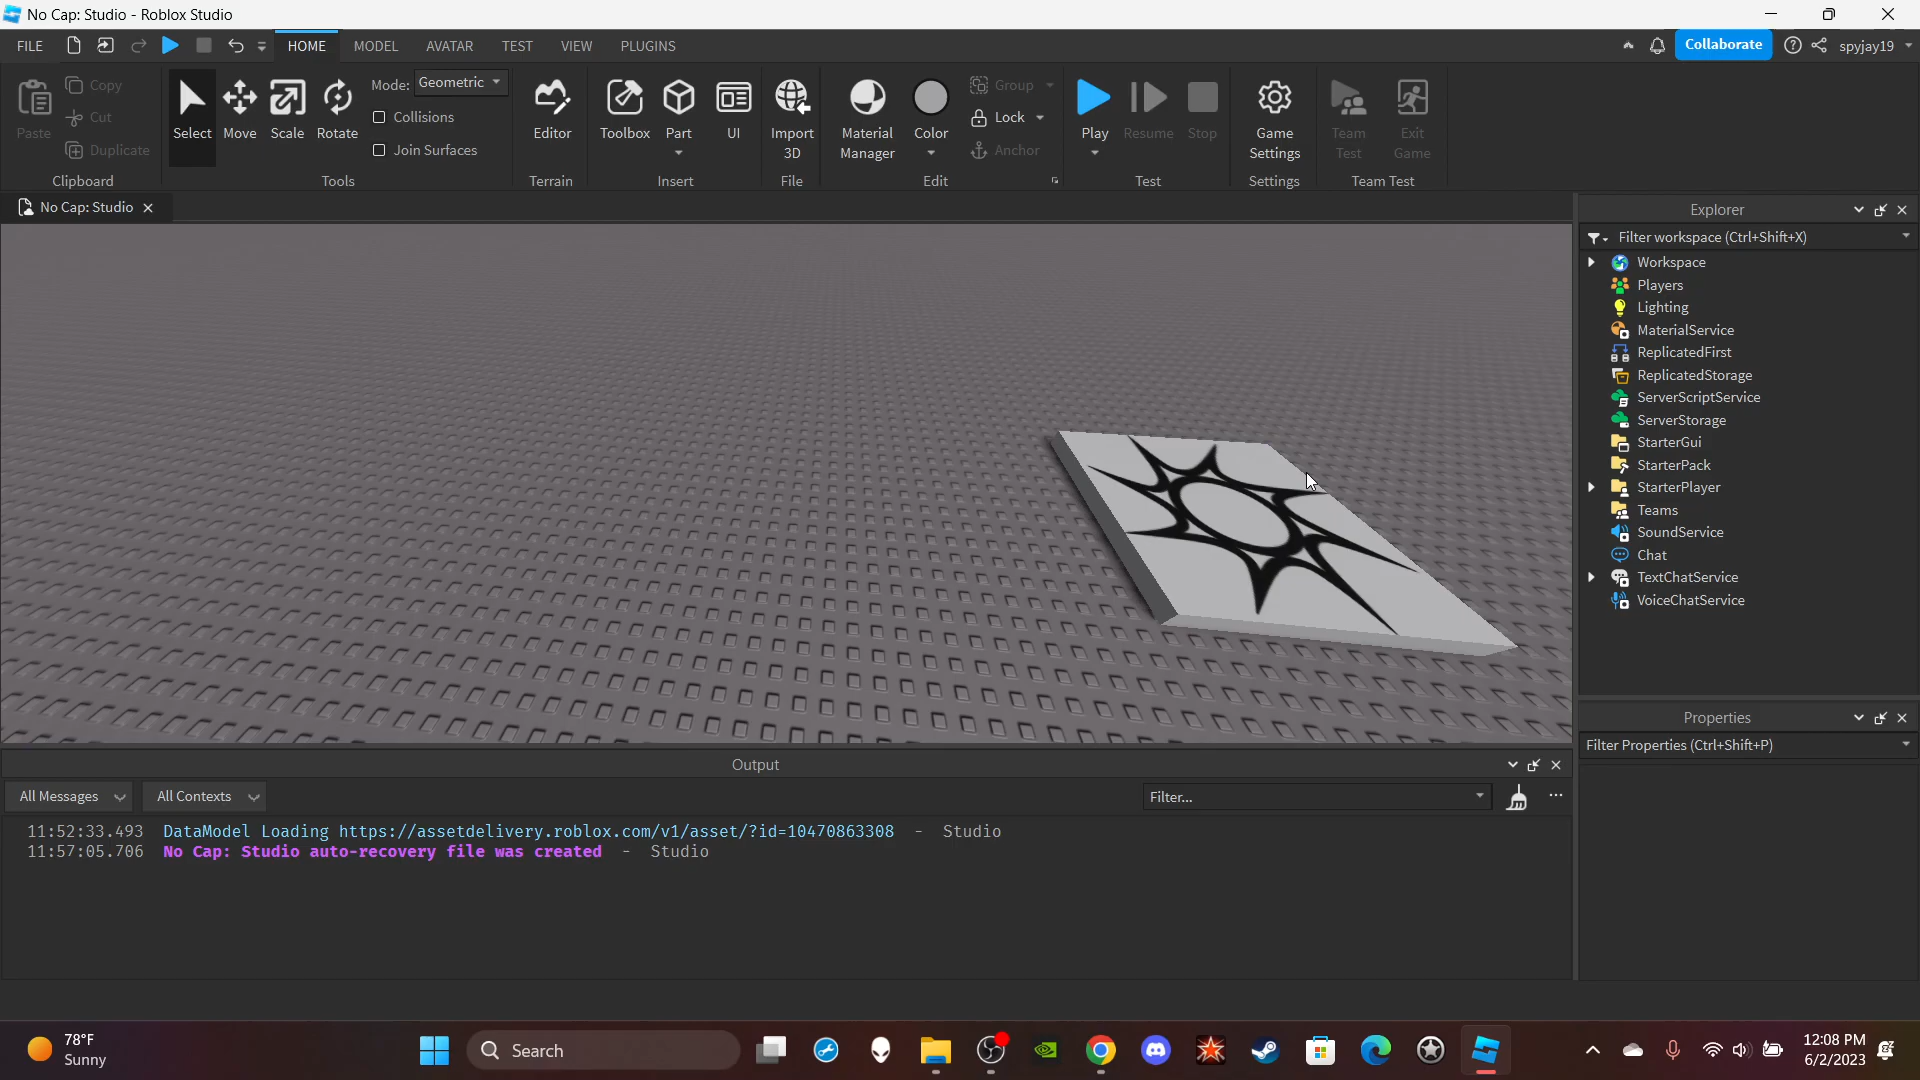 No Cap: Studio - Roblox Studio
FILE HOME MODEL AVATAR TEST VIEW PLUGINS Collaborate spyjay19
Paste Copy Cut Duplicate
Clipboard
Select Move Scale Rotate Mode: Geometric
Collisions
Join Surfaces
Tools
Editor
Terrain
Toolbox Part UI
Insert
Import
3D
File
Material
Manager
Color
Group
Lock
Anchor
Edit
Play Resume Stop
Test
Game
Settings
Settings
Team
Test
Exit
Game
Team Test
No Cap: Studio
Explorer
Filter workspace (Ctrl+Shift+X)
Workspace
Players
Lighting
MaterialService
ReplicatedFirst
ReplicatedStorage
ServerScriptService
ServerStorage
StarterGui
StarterPack
StarterPlayer
Teams
SoundService
Chat
TextChatService
VoiceChatService
Properties
Filter Properties (Ctrl+Shift+P)
Output
All Messages All Contexts Filter...
11:52:33.493 DataModel Loading https://assetdelivery.roblox.com/v1/asset/?id=10470863308 - Studio
11:57:05.706 No Cap: Studio auto-recovery file was created - Studio
78°F
Sunny
Search
12:08 PM
6/2/2023